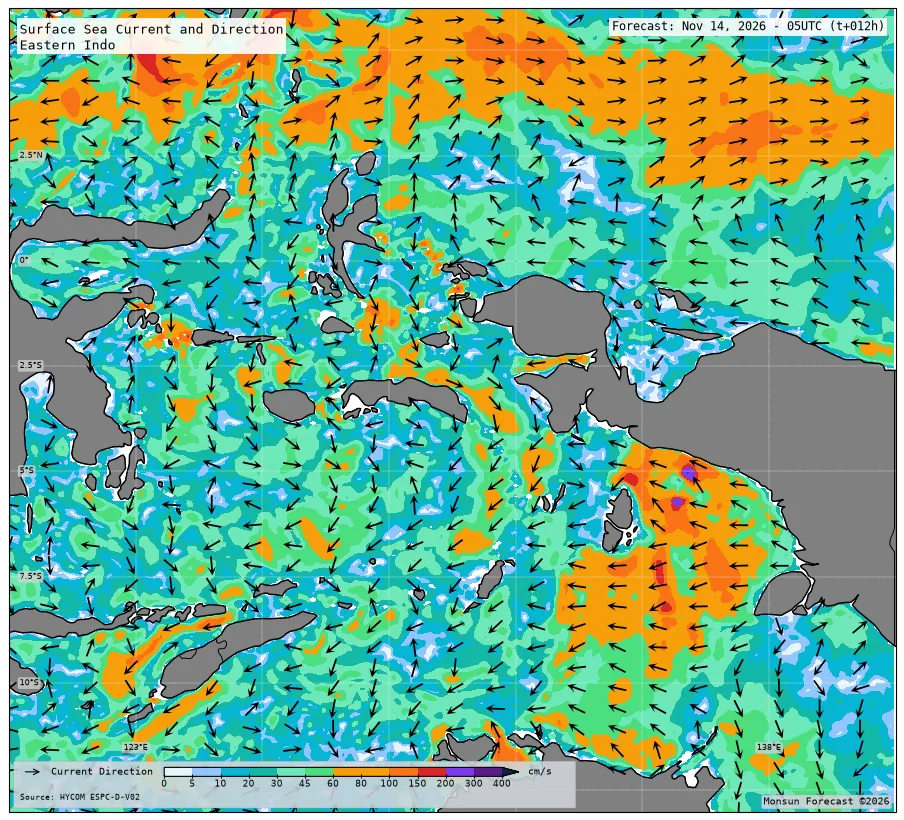 Surface Sea Current and Direction
Eastern Indo
Forecast: Nov 14, 2026 - 05UTC (t+012h)
2.5°N
0°
2.5°S
5°S
7.5°S
10°S
123°E
138°E
Current Direction
0 5 10 20 30 45 60 80 100 150 200 300 400
cm/s
Source: HYCOM ESPC-D-V02
Monsun Forecast ©2026